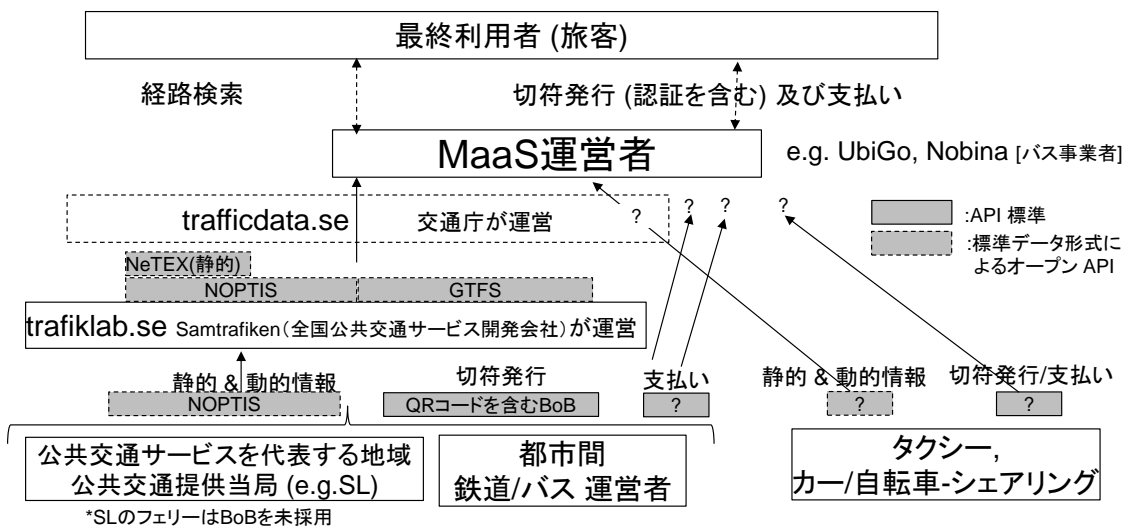 最終利用者 (旅客)
経路検索
切符発行 (認証を含む) 及び支払い
MaaS運営者
e.g. UbiGo, Nobina [バス事業者]
trafficdata.se 交通庁が運営
? ? ? ?
:API 標準
:標準データ形式に
よるオープン API
NeTEX(静的)
NOPTIS
GTFS
trafiklab.se Samtrafiken(全国公共交通サービス開発会社)が運営
静的 & 動的情報
NOPTIS
切符発行
QRコードを含むBoB
支払い
?
静的 & 動的情報
?
切符発行/支払い
?
公共交通サービスを代表する地域
公共交通提供当局 (e.g.SL)
都市間
鉄道/バス 運営者
タクシー,
カー/自転車-シェアリング
*SLのフェリーはBoBを未採用